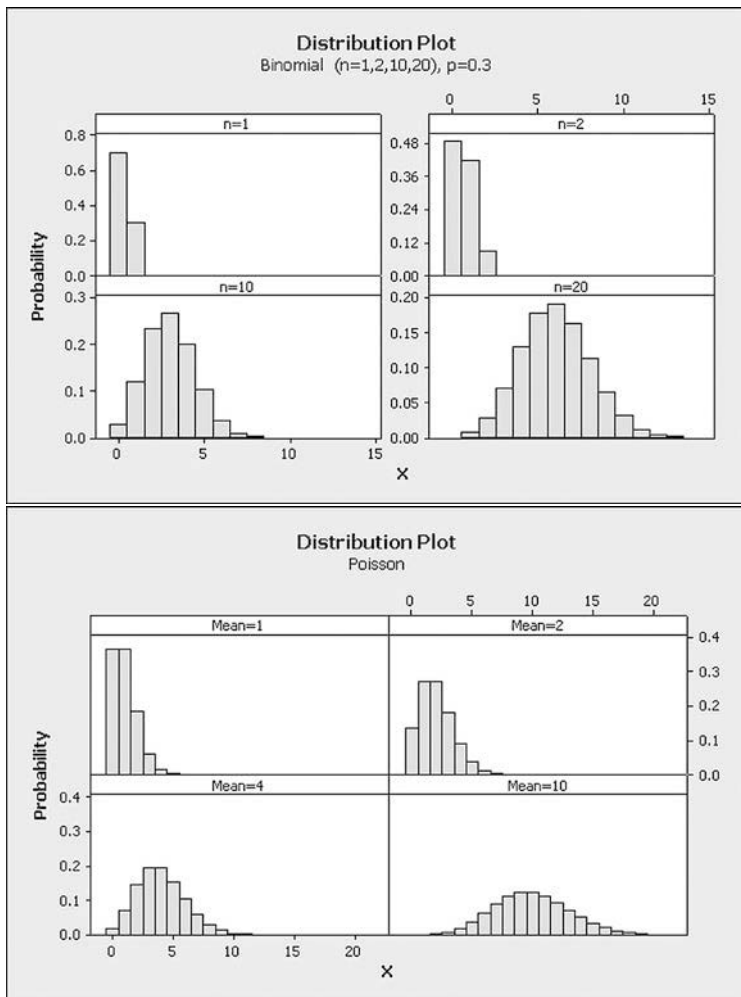 Distribution Plot
Binomial (n=1,2,10,20), p=0.3
0 5 10 15
n=1 n=2
0.8
0.6
0.4
0.2
0.0
0.48
0.36
0.24
0.12
0.00
Probability
n=10 n=20
0.3
0.2
0.1
0.0
0.20
0.15
0.10
0.05
0.00
0 5 10 15
X
Distribution Plot
Poisson
0 5 10 15 20
Mean=1 Mean=2
0.4
0.3
0.2
0.1
0.0
Probability
Mean=4 Mean=10
0.4
0.3
0.2
0.1
0.0
0 5 10 15 20
X